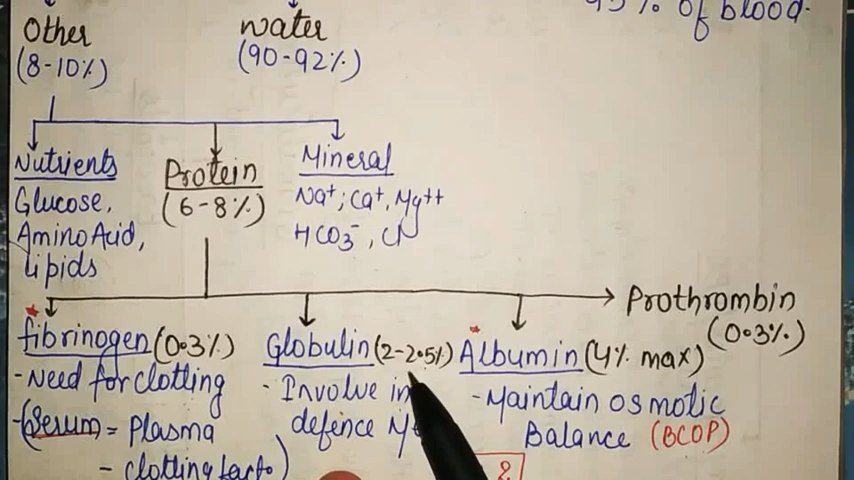 of blood.
Other
water
(8-10%)
(90-92%)
Nutrients
Glucose,
Amino Acid,
Lipids
Protein
(6-8%)
Mineral
Na+; Ca+, Mg++
HCO3-, Cl-
Prothrombin
(0.3%)
* fibrinogen (0.3%)
- Need for clotting
- (Serum = Plasma
- clotting facto)
Globulin (2-2.5%)
- Involve in
defence
* Albumin (4% max)
- Maintain osmotic
Balance (BCOP)